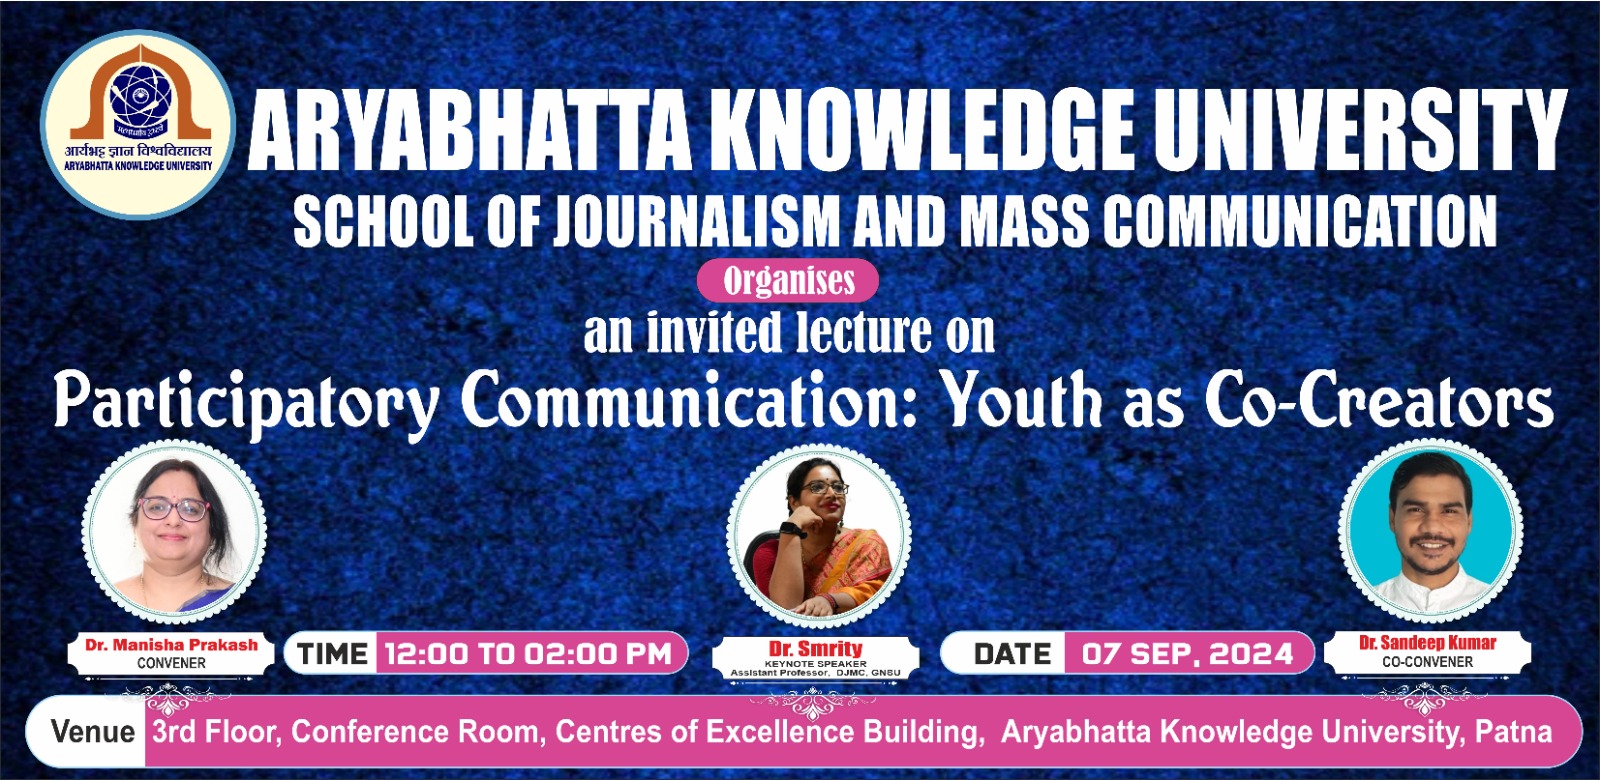 आर्यभट्ट ज्ञान विश्वविद्यालय
ARYABHATTA KNOWLEDGE UNIVERSITY
ARYABHATTA KNOWLEDGE UNIVERSITY
SCHOOL OF JOURNALISM AND MASS COMMUNICATION
Organises
an invited lecture on
Participatory Communication: Youth as Co-Creators
Dr. Manisha Prakash
CONVENER
TIME 12:00 TO 02:00 PM
Dr. Smrity
KEYNOTE SPEAKER
Assistant Professor, DJMC, GNSU
DATE 07 SEP, 2024
Dr. Sandeep Kumar
CO-CONVENER
Venue 3rd Floor, Conference Room, Centres of Excellence Building, Aryabhatta Knowledge University, Patna